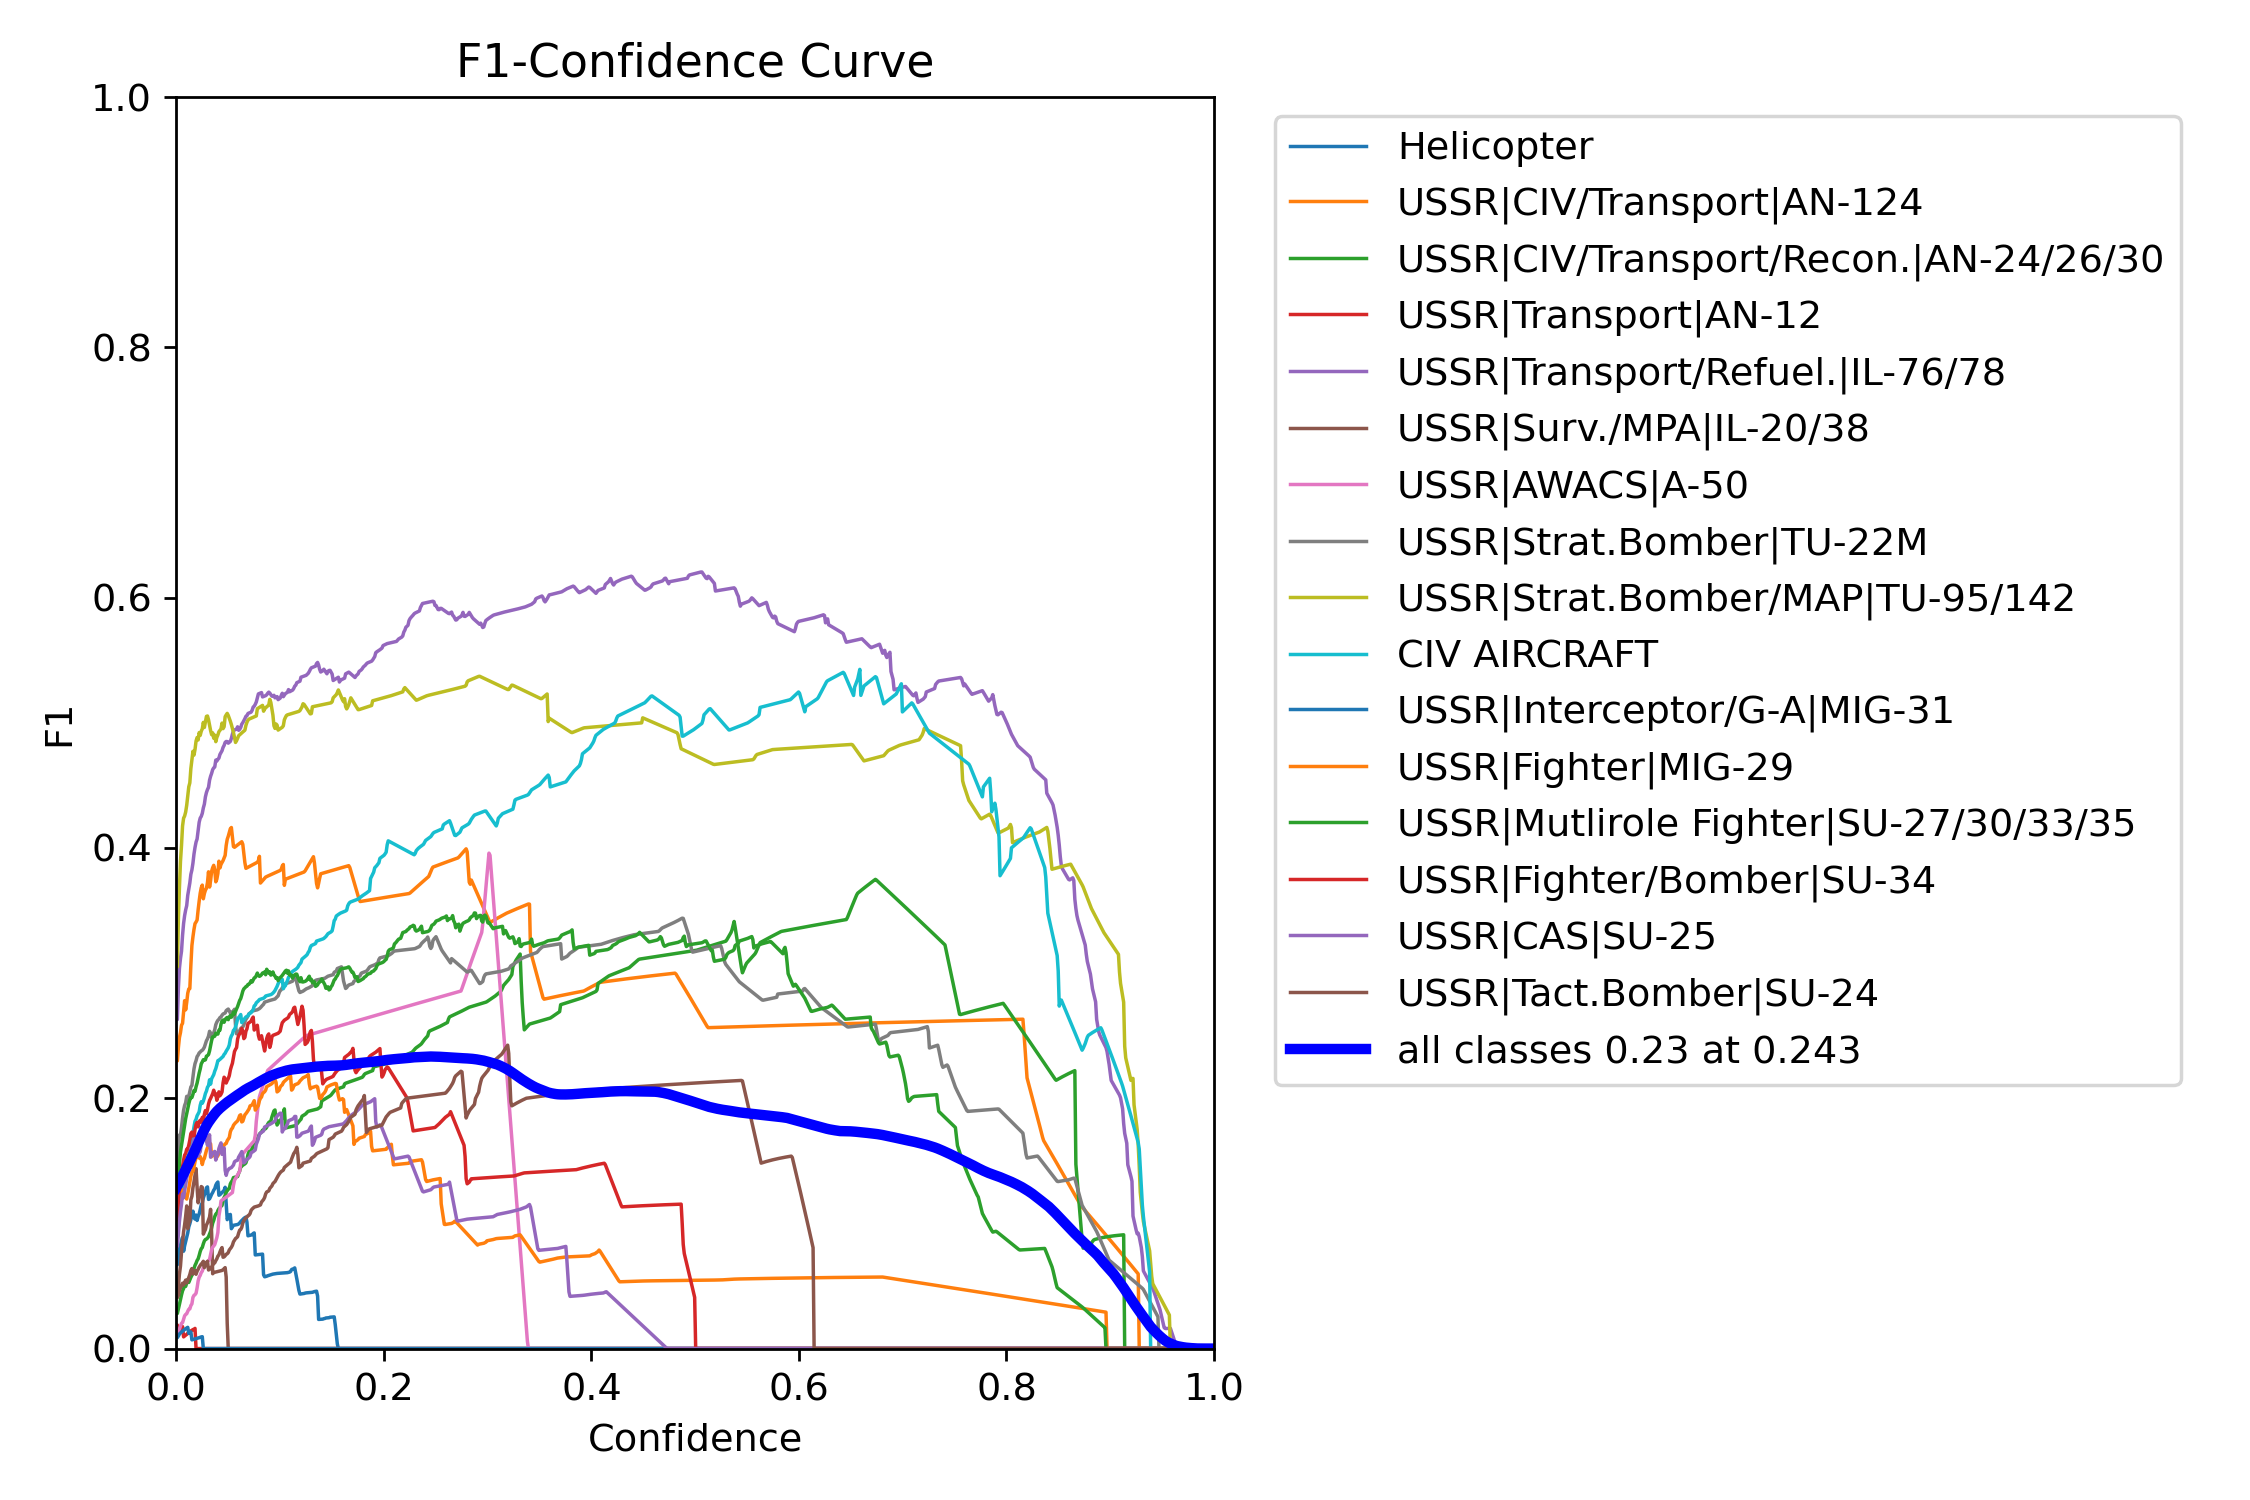 F1-Confidence Curve
1.0
0.8
0.6
0.4
0.2
0.0
F1
0.0 0.2 0.4 0.6 0.8 1.0
Confidence
Helicopter
USSR|CIV/Transport|AN-124
USSR|CIV/Transport/Recon.|AN-24/26/30
USSR|Transport|AN-12
USSR|Transport/Refuel.|IL-76/78
USSR|Surv./MPA|IL-20/38
USSR|AWACS|A-50
USSR|Strat.Bomber|TU-22M
USSR|Strat.Bomber/MAP|TU-95/142
CIV AIRCRAFT
USSR|Interceptor/G-A|MIG-31
USSR|Fighter|MIG-29
USSR|Mutlirole Fighter|SU-27/30/33/35
USSR|Fighter/Bomber|SU-34
USSR|CAS|SU-25
USSR|Tact.Bomber|SU-24
all classes 0.23 at 0.243